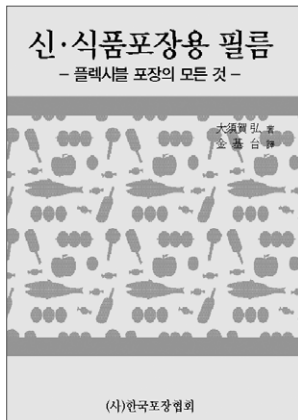 신·식품포장용 필름
– 플렉시블 포장의 모든 것 –
大須賀 弘 著
金基台 譯
(사)한국포장협회